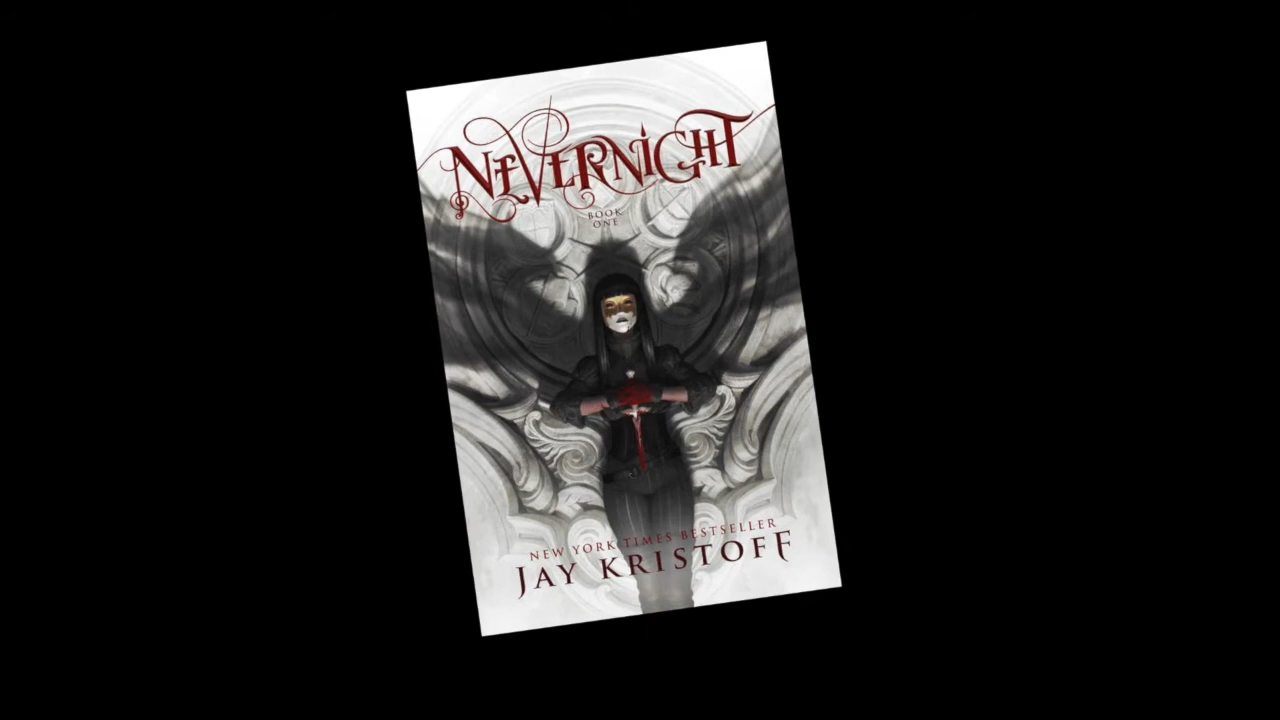 NEVERNIGHT
BOOK
ONE
NEW YORK TIMES BESTSELLER
JAY KRISTOFF